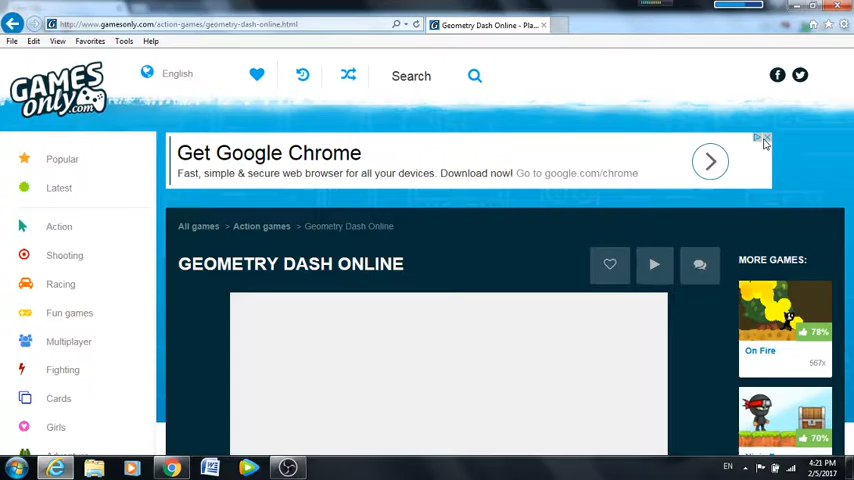 http://www.gamesonly.com/action-games/geometry-dash-online.html
Geometry Dash Online - Pla...
File Edit View Favorites Tools Help
GAMES
only.com
English
Search
Popular
Latest
Action
Shooting
Racing
Fun games
Multiplayer
Fighting
Cards
Girls
Get Google Chrome
Fast, simple & secure web browser for all your devices. Download now! Go to google.com/chrome
All games > Action games > Geometry Dash Online
GEOMETRY DASH ONLINE
MORE GAMES:
78%
On Fire
567x
70%
EN
4:21 PM
2/5/2017